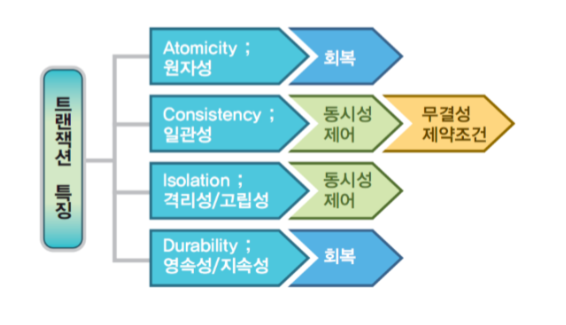 트랜잭션 특징
Atomicity ;
원자성
회복
Consistency ;
일관성
동시성
제어
무결성
제약조건
Isolation ;
격리성/고립성
동시성
제어
Durability ;
영속성/지속성
회복